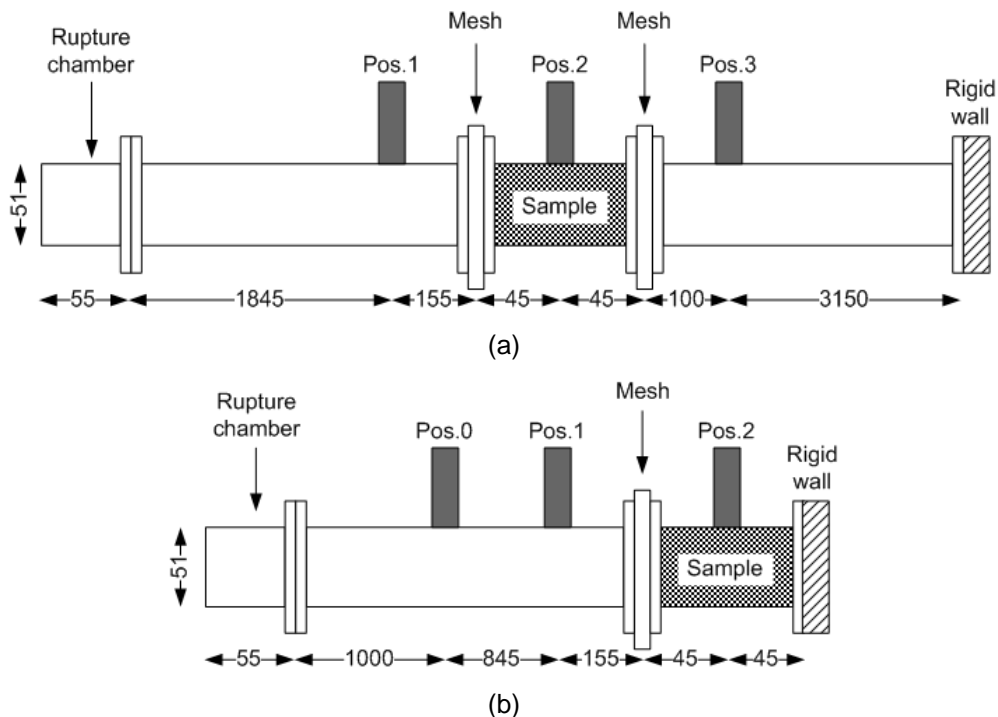 Rupture
chamber
Pos.1
Mesh
Pos.2
Mesh
Pos.3
Rigid
wall
51
Sample
55
1845
155
45
45
100
3150
(a)
Rupture
chamber
Pos.0
Pos.1
Mesh
Pos.2
Rigid
wall
51
Sample
55
1000
845
155
45
45
(b)